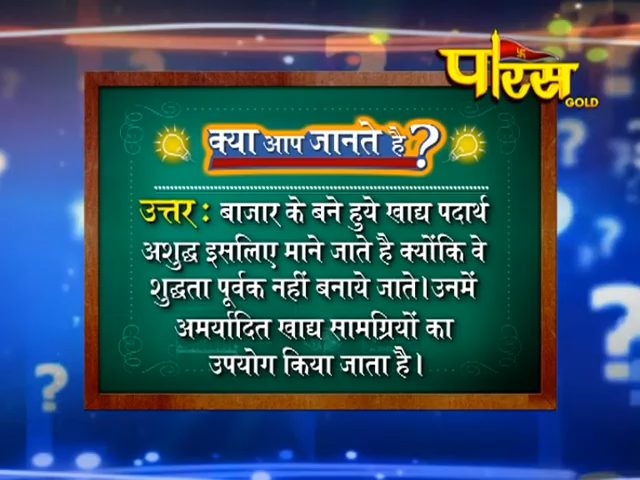 पारस
GOLD
क्या आप जानते है?
उत्तर : बाजार के बने हुये खाद्य पदार्थ
अशुद्ध इसलिए माने जाते है क्योंकि वे
शुद्धता पूर्वक नहीं बनाये जाते।उनमें
अमर्यादित खाद्य सामग्रियों का
उपयोग किया जाता है।